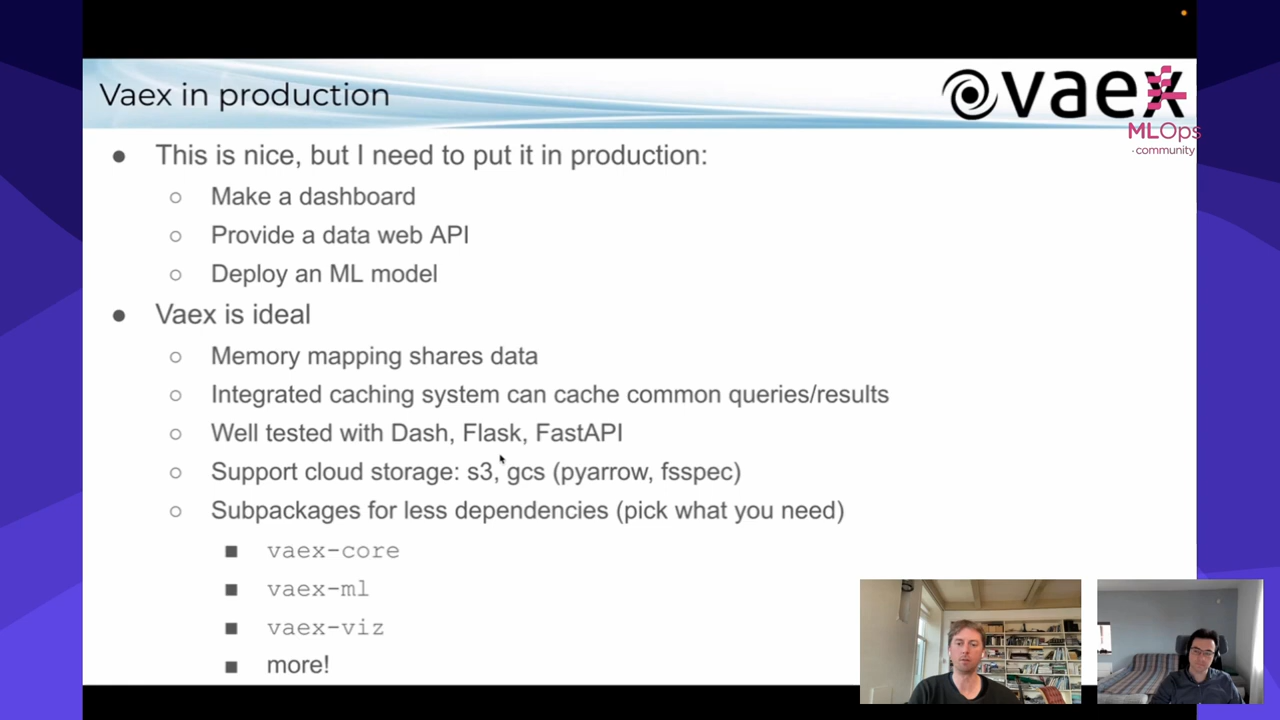 Vaex in production
vaex
MLOps
community
This is nice, but I need to put it in production:
Make a dashboard
Provide a data web API
Deploy an ML model
Vaex is ideal
Memory mapping shares data
Integrated caching system can cache common queries/results
Well tested with Dash, Flask, FastAPI
Support cloud storage: s3, gcs (pyarrow, fsspec)
Subpackages for less dependencies (pick what you need)
vaex-core
vaex-ml
vaex-viz
more!